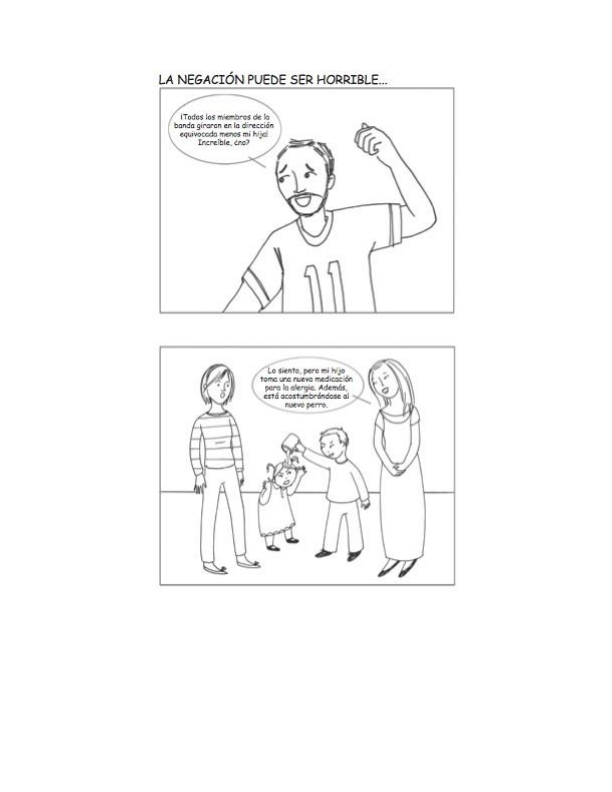 LA NEGACIÓN PUEDE SER HORRIBLE...
¡Todos los miembros de la
banda giraron en la dirección
equivocada menos mi hija!
Increíble, ¿no?
11
Lo siento, pero mi hijo
toma una nueva medicación
para la alergia. Además,
está acostumbrándose al
nuevo perro.